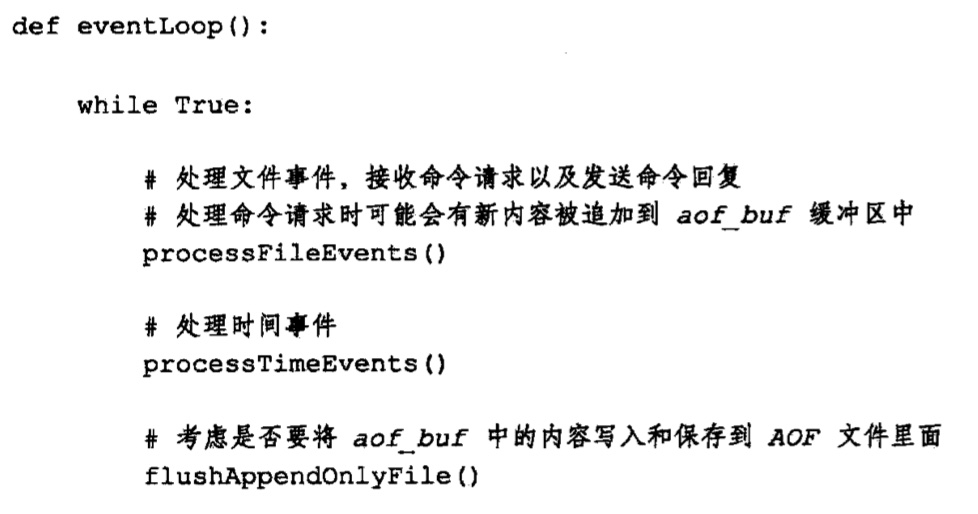 def eventLoop():
while True:
# 处理文件事件，接收命令请求以及发送命令回复
# 处理命令请求时可能会有新内容被追加到 aof_buf 缓冲区中
processFileEvents()
# 处理时间事件
processTimeEvents()
# 考虑是否要将 aof_buf 中的内容写入和保存到 AOF 文件里面
flushAppendOnlyFile()